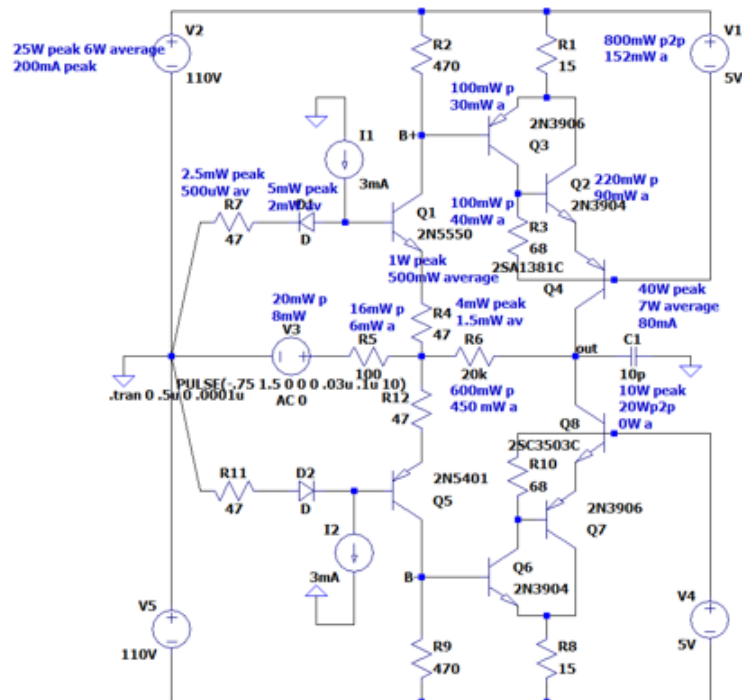 V2
25W peak 6W average
200mA peak
110V
R2
470
R1
15
800mW p2p
152mW a
V1
5V
100mW p
30mW a
2N3906
Q3
I1
3mA
B+
2.5mW peak
500uW av
R7
47
5mW peak
2mW av
D1
D
Q1
2N5550
100mW p
40mW a
Q2
2N3904
220mW p
90mW a
R3
68
2SA1381C
Q4
1W peak
500mW average
40W peak
7W average
80mA
R4
47
4mW peak
1.5mW av
R6
20k
20mW p
8mW
V3
16mW p
6mW a
R5
100
out
C1
10p
PULSE(-.75 1.5 0 0 0 .03u .1u 10)
.tran 0 .5u 0 .0001u
AC 0
R12
47
600mW p
450 mW a
10W peak
20Wp2p
0W a
Q8
2SC3503C
R11
47
D2
D
2N5401
Q5
R10
68
2N3906
Q7
I2
3mA
B-
Q6
2N3904
V5
110V
R9
470
R8
15
V4
5V